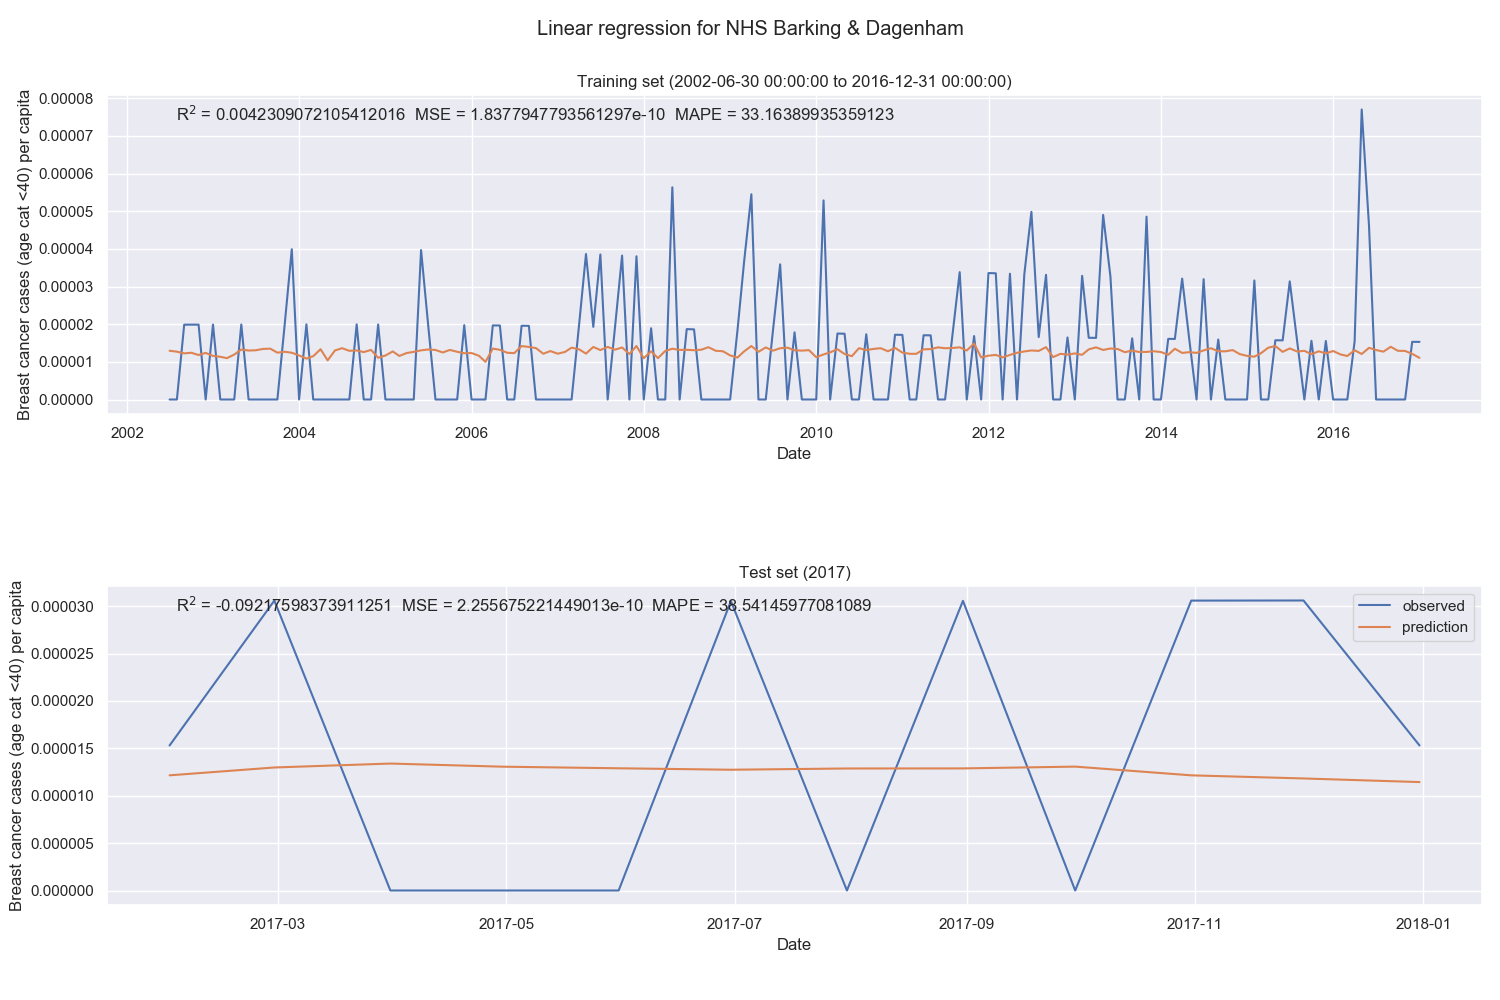 Linear regression for NHS Barking & Dagenham
Training set (2002-06-30 00:00:00 to 2016-12-31 00:00:00)
R2 = 0.0042309072105412016 MSE = 1.8377947793561297e-10 MAPE = 33.16389935359123
Breast cancer cases (age cat <40) per capita
0.00008
0.00007
0.00006
0.00005
0.00004
0.00003
0.00002
0.00001
0.00000
2002 2004 2006 2008 2010 2012 2014 2016
Date
Test set (2017)
R2 = -0.09217598373911251 MSE = 2.255675221449013e-10 MAPE = 38.54145977081089
observed
prediction
Breast cancer cases (age cat <40) per capita
0.000030
0.000025
0.000020
0.000015
0.000010
0.000005
0.000000
2017-03 2017-05 2017-07 2017-09 2017-11 2018-01
Date